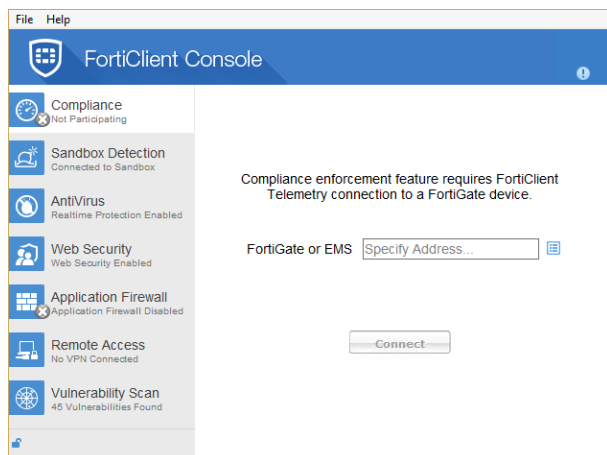 File Help
FortiClient Console
Compliance
Not Participating
Sandbox Detection
Connected to Sandbox
AntiVirus
Realtime Protection Enabled
Web Security
Web Security Enabled
Application Firewall
Application Firewall Disabled
Remote Access
No VPN Connected
Vulnerability Scan
45 Vulnerabilities Found
Compliance enforcement feature requires FortiClient
Telemetry connection to a FortiGate device.
FortiGate or EMS Specify Address...
Connect